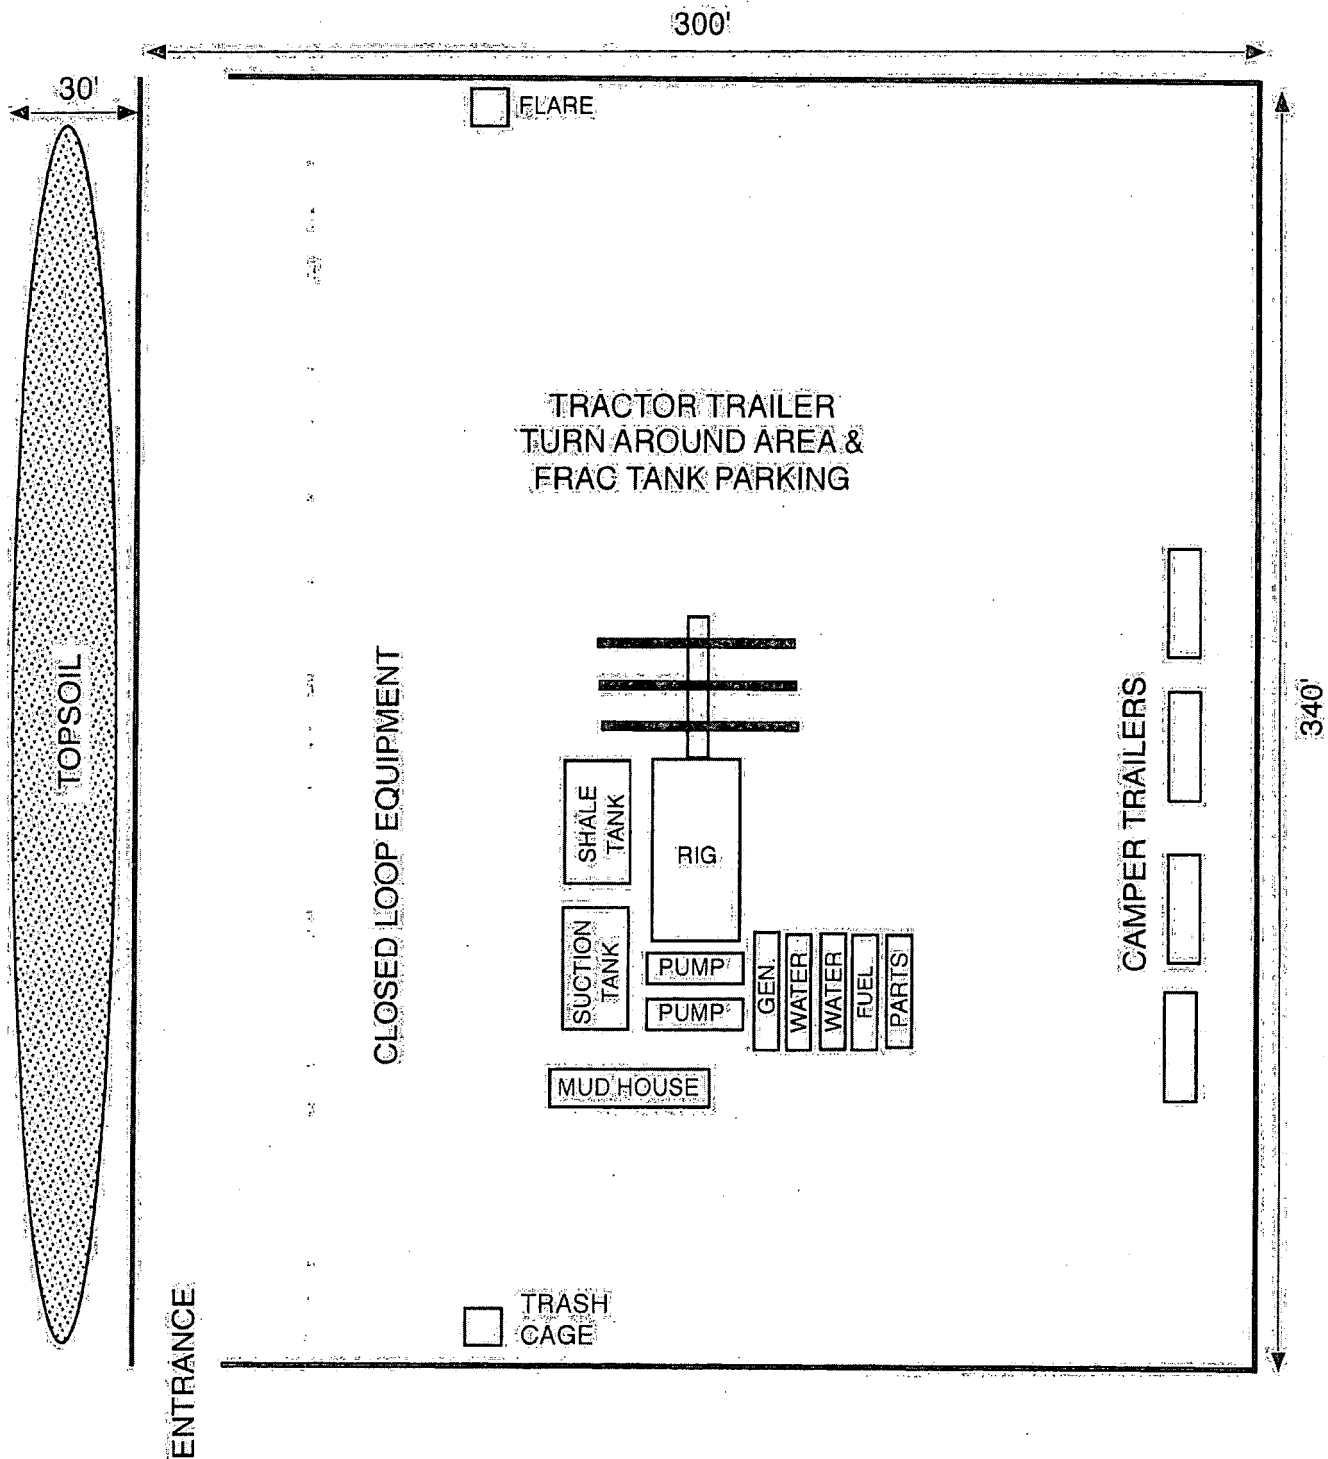 300'
30'
FLARE
TRACTOR TRAILER
TURN AROUND AREA &
FRAC TANK PARKING
TOPSOIL
CLOSED LOOP EQUIPMENT
SHALE
TANK
RIG
CAMPER TRAILERS
340'
SUCTION
TANK
PUMP
PUMP
GEN.
WATER
WATER
FUEL
PARTS
MUD HOUSE
TRASH
CAGE
ENTRANCE